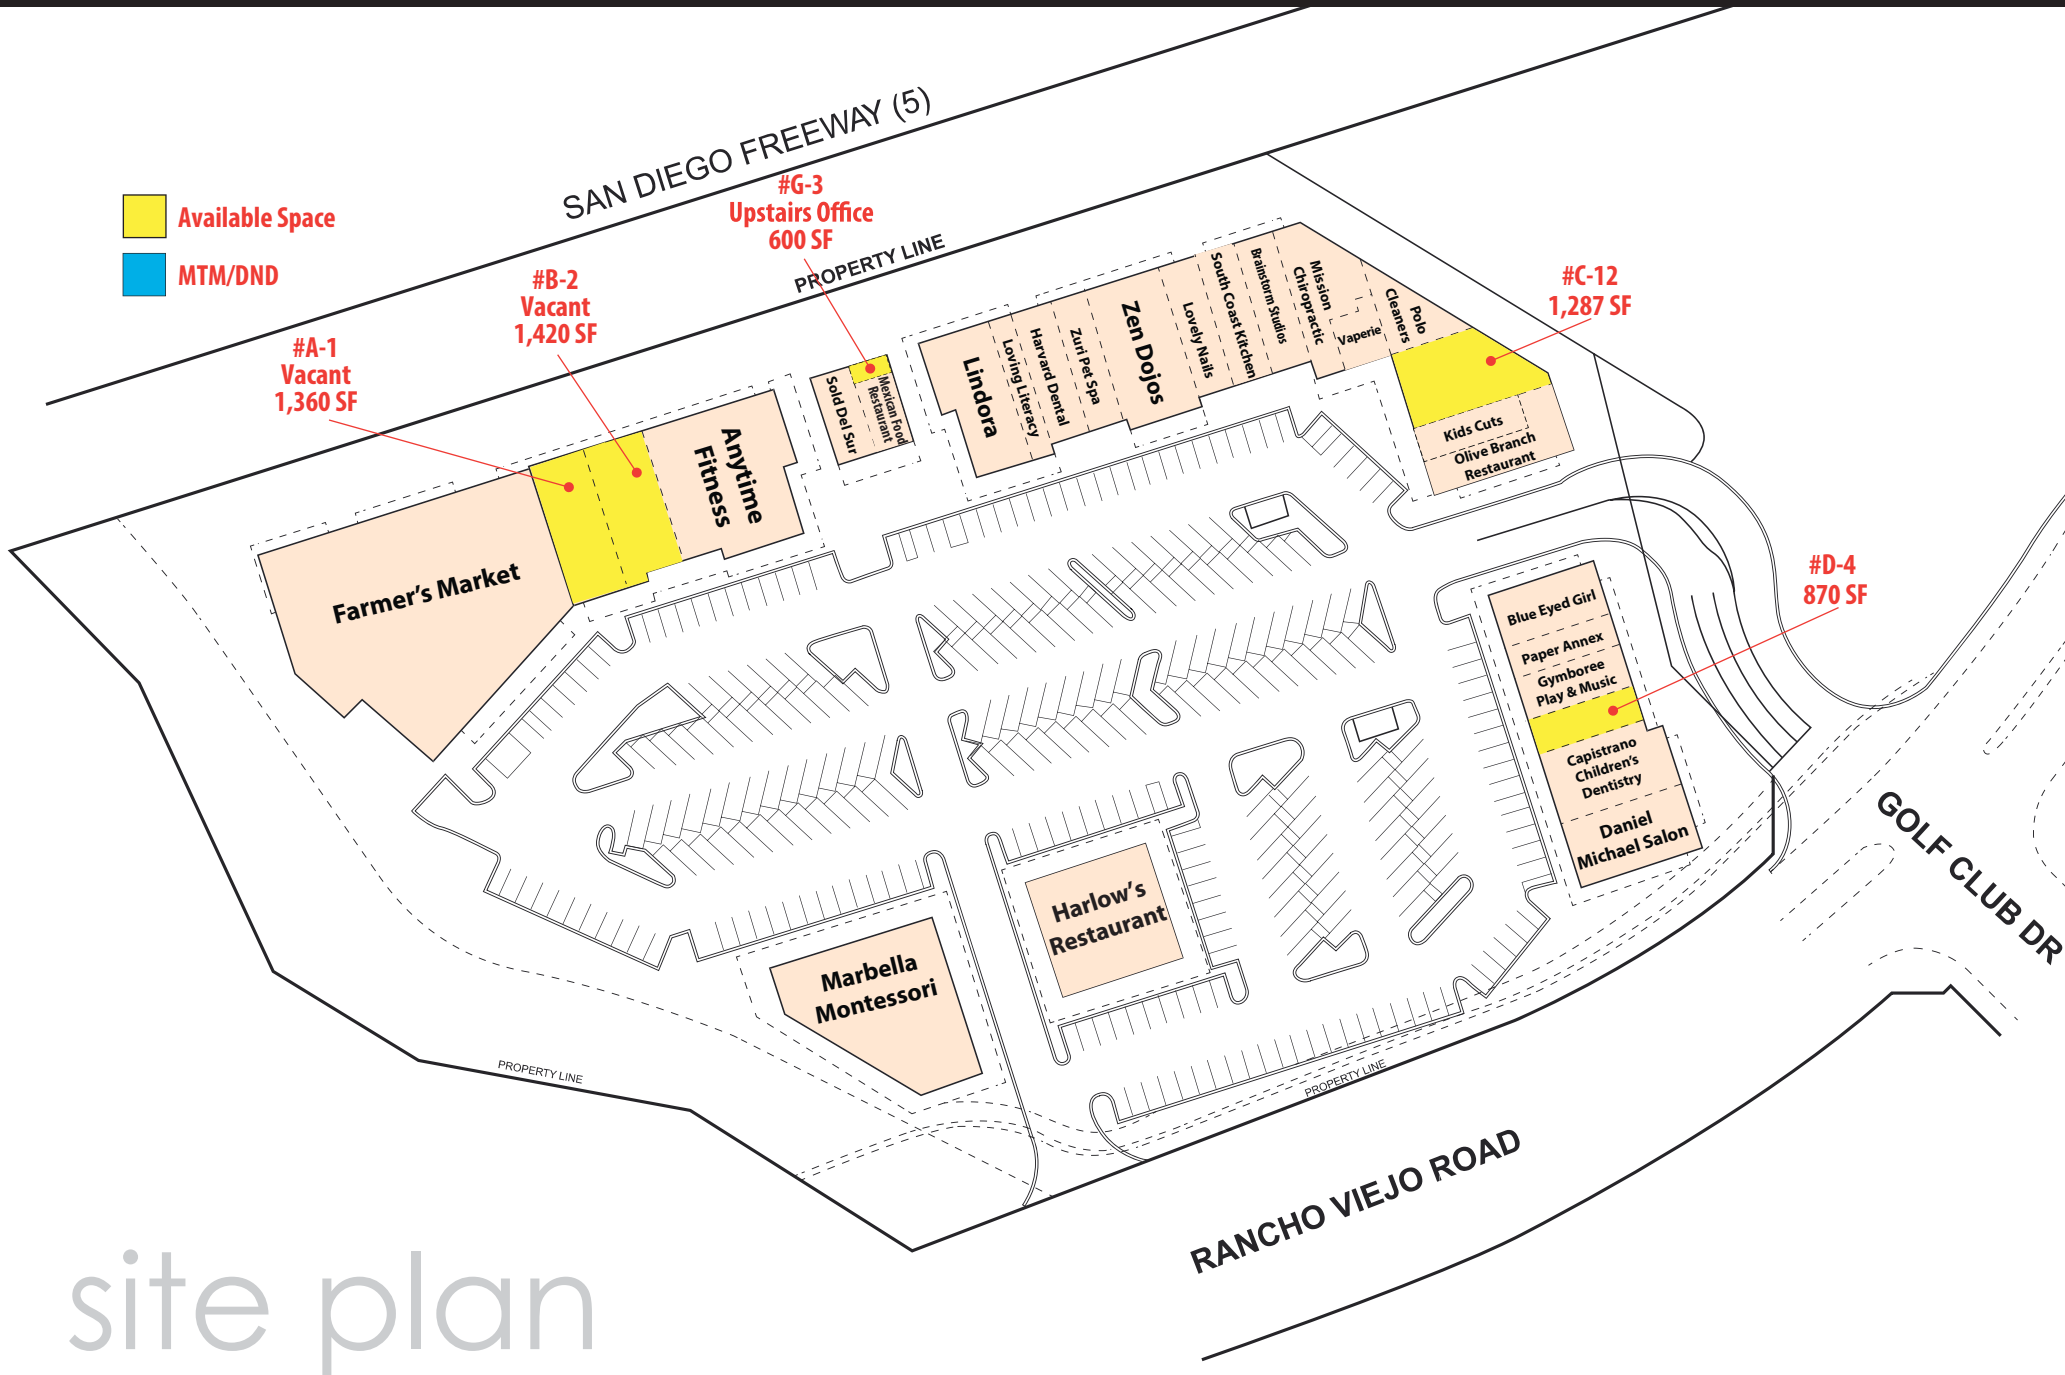 SAN DIEGO FREEWAY (5)
Available Space
MTM/DND
#G-3
Upstairs Office
600 SF
PROPERTY LINE
#B-2
Vacant
1,420 SF
#A-1
Vacant
1,360 SF
#C-12
1,287 SF
Farmer's Market
Anytime
Fitness
Sold Del Sur
Mexican Food
Restaurant
Lindora
Loving Literacy
Harvard Dental
Zuri Pet Spa
Zen Dojos
Lovely Nails
South Coast Kitchen
Brainstorm Studios
Mission
Chiropractic
Vaperie
Polo
Cleaners
Kids Cuts
Olive Branch
Restaurant
#D-4
870 SF
Blue Eyed Girl
Paper Annex
Gymboree
Play & Music
Capistrano
Children's
Dentistry
Daniel
Michael Salon
Harlow's
Restaurant
Marbella
Montessori
PROPERTY LINE
PROPERTY LINE
GOLF CLUB DR
RANCHO VIEJO ROAD
site plan